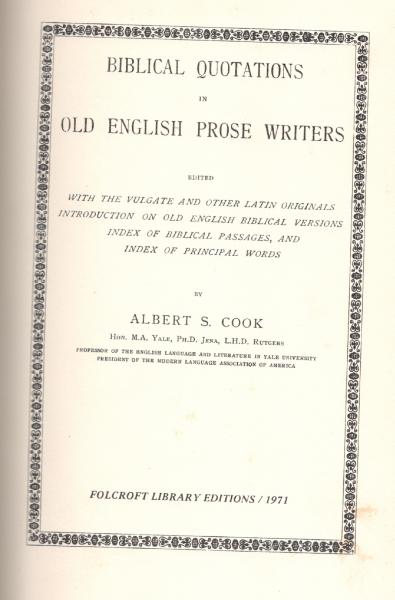 BIBLICAL QUOTATIONS
IN
OLD ENGLISH PROSE WRITERS
EDITED
WITH THE VULGATE AND OTHER LATIN ORIGINALS
INTRODUCTION ON OLD ENGLISH BIBLICAL VERSIONS
INDEX OF BIBLICAL PASSAGES, AND
INDEX OF PRINCIPAL WORDS
BY
ALBERT S. COOK
HON. M.A. YALE, PH.D. JENA, L.H.D. RUTGERS
PROFESSOR OF THE ENGLISH LANGUAGE AND LITERATURE IN YALE UNIVERSITY
PRESIDENT OF THE MODERN LANGUAGE ASSOCIATION OF AMERICA
FOLCROFT LIBRARY EDITIONS / 1971